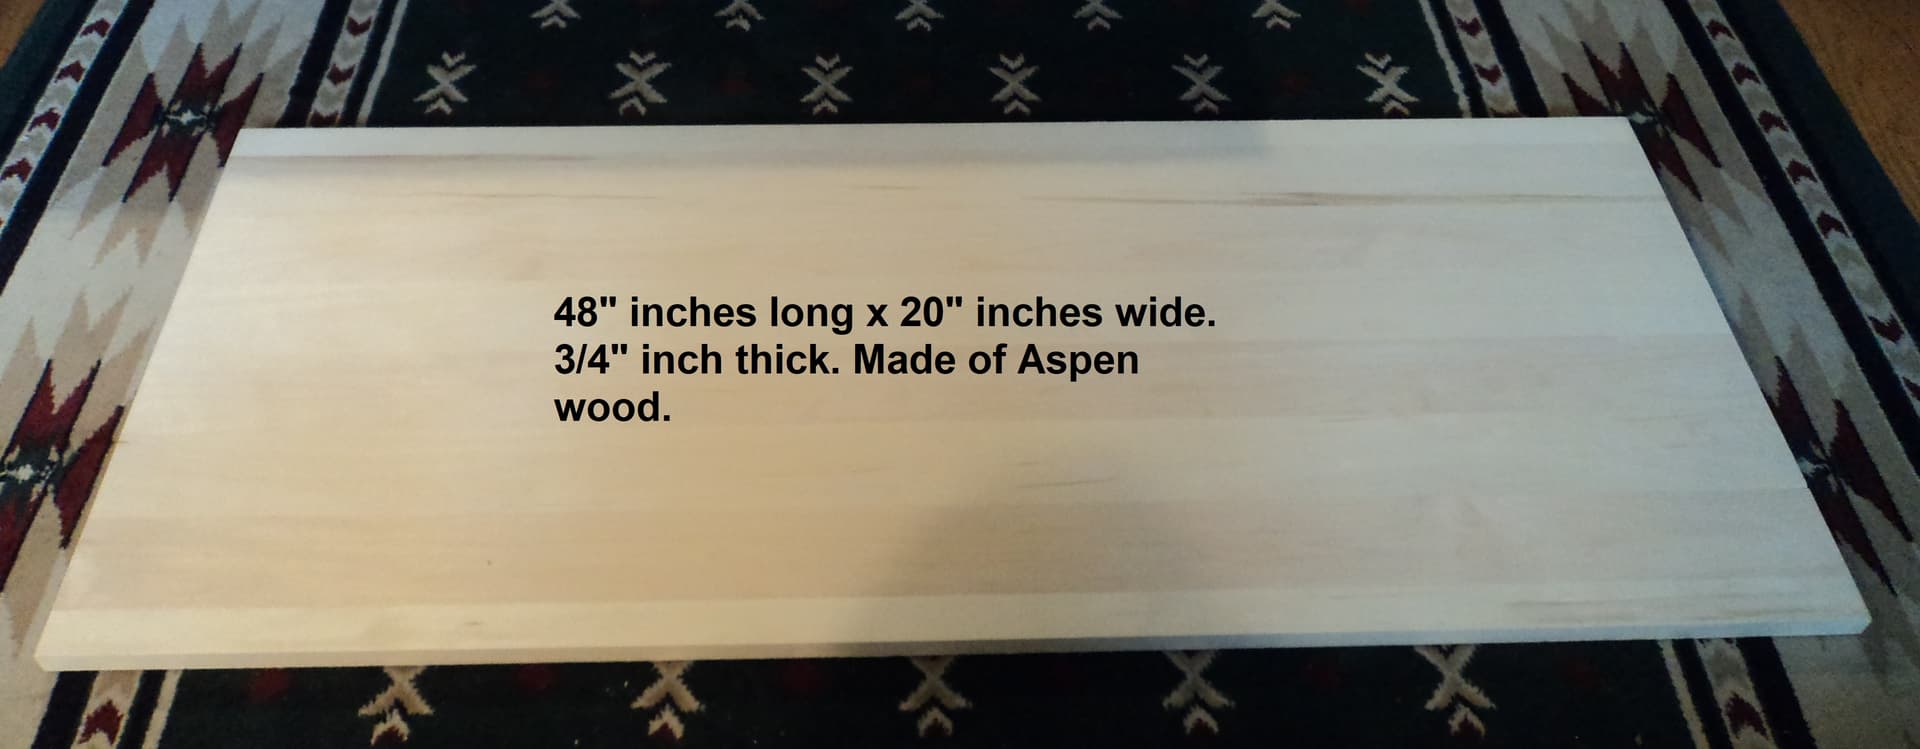 48" inches long x 20" inches wide.
3/4" inch thick. Made of Aspen
wood.